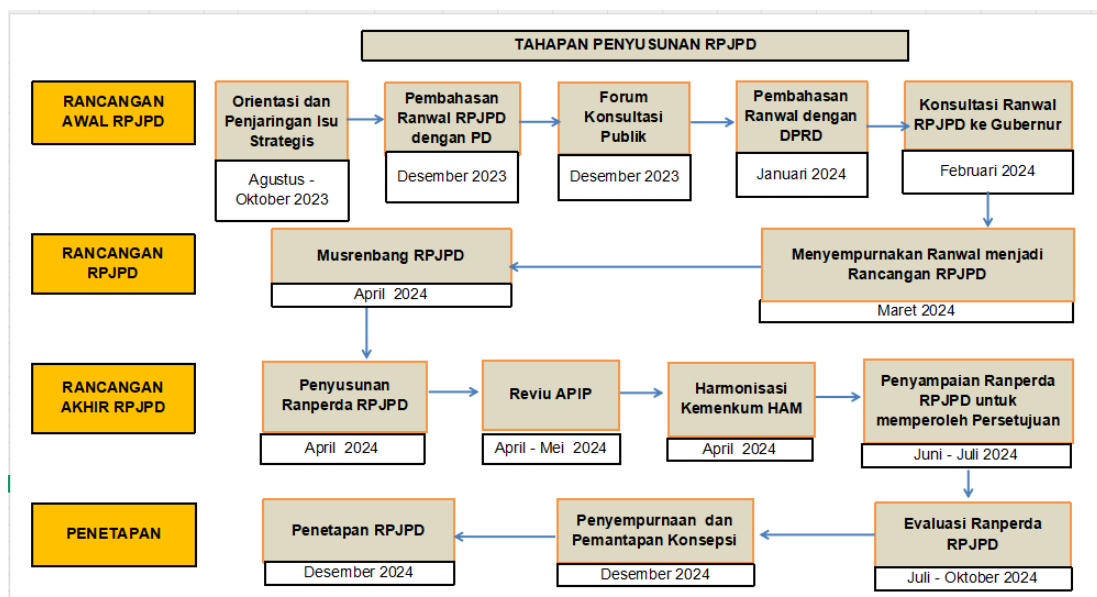 TAHAPAN PENYUSUNAN RPJPD
RANCANGAN
AWAL RPJPD
Orientasi dan
Penjaringan Isu
Strategis
Agustus -
Oktober 2023
Pembahasan
Ranwal RPJPD
dengan PD
Desember 2023
Forum
Konsultasi
Publik
Desember 2023
Pembahasan
Ranwal dengan
DPRD
Januari 2024
Konsultasi Ranwal
RPJPD ke Gubernur
Februari 2024
RANCANGAN
RPJPD
Musrenbang RPJPD
April 2024
Menyempurnakan Ranwal menjadi
Rancangan RPJPD
Maret 2024
RANCANGAN
AKHIR RPJPD
Penyusunan
Ranperda RPJPD
April 2024
Reviu APIP
April - Mei 2024
Harmonisasi
Kemenkum HAM
April 2024
Penyampaian Ranperda
RPJPD untuk
memperoleh Persetujuan
Juni - Juli 2024
PENETAPAN
Penetapan RPJPD
Desember 2024
Penyempurnaan dan
Pemantapan Konsepsi
Desember 2024
Evaluasi Ranperda
RPJPD
Juli - Oktober 2024